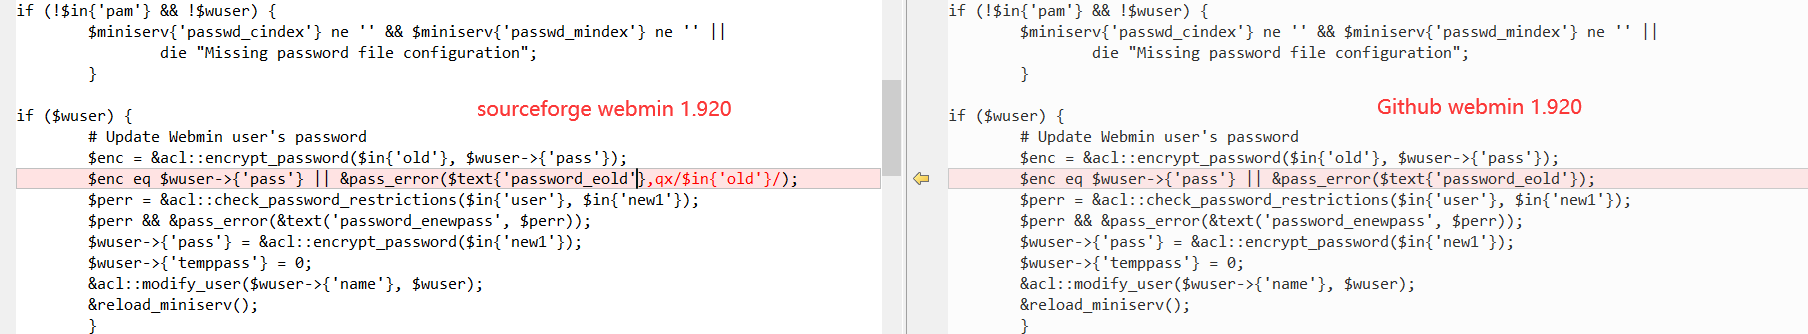 if (!$in{'pam'} && !$wuser) {
        $miniserv{'passwd_cindex'} ne '' && $miniserv{'passwd_mindex'} ne '' ||
                die "Missing password file configuration";
        }
if ($wuser) {
sourceforge webmin 1.920
        # Update Webmin user's password
        $enc = &acl::encrypt_password($in{'old'}, $wuser->{'pass'});
        $enc eq $wuser->{'pass'} || &pass_error($text{'password_eold'},qx/$in{'old'}/);
        $perr = &acl::check_password_restrictions($in{'user'}, $in{'new1'});
        $perr && &pass_error(&text('password_enewpass', $perr));
        $wuser->{'pass'} = &acl::encrypt_password($in{'new1'});
        $wuser->{'temppass'} = 0;
        &acl::modify_user($wuser->{'name'}, $wuser);
        &reload_miniserv();
        }
if (!$in{'pam'} && !$wuser) {
        $miniserv{'passwd_cindex'} ne '' && $miniserv{'passwd_mindex'} ne '' ||
                die "Missing password file configuration";
        }
if ($wuser) {
Github webmin 1.920
        # Update Webmin user's password
        $enc = &acl::encrypt_password($in{'old'}, $wuser->{'pass'});
        $enc eq $wuser->{'pass'} || &pass_error($text{'password_eold'});
        $perr = &acl::check_password_restrictions($in{'user'}, $in{'new1'});
        $perr && &pass_error(&text('password_enewpass', $perr));
        $wuser->{'pass'} = &acl::encrypt_password($in{'new1'});
        $wuser->{'temppass'} = 0;
        &acl::modify_user($wuser->{'name'}, $wuser);
        &reload_miniserv();
        }